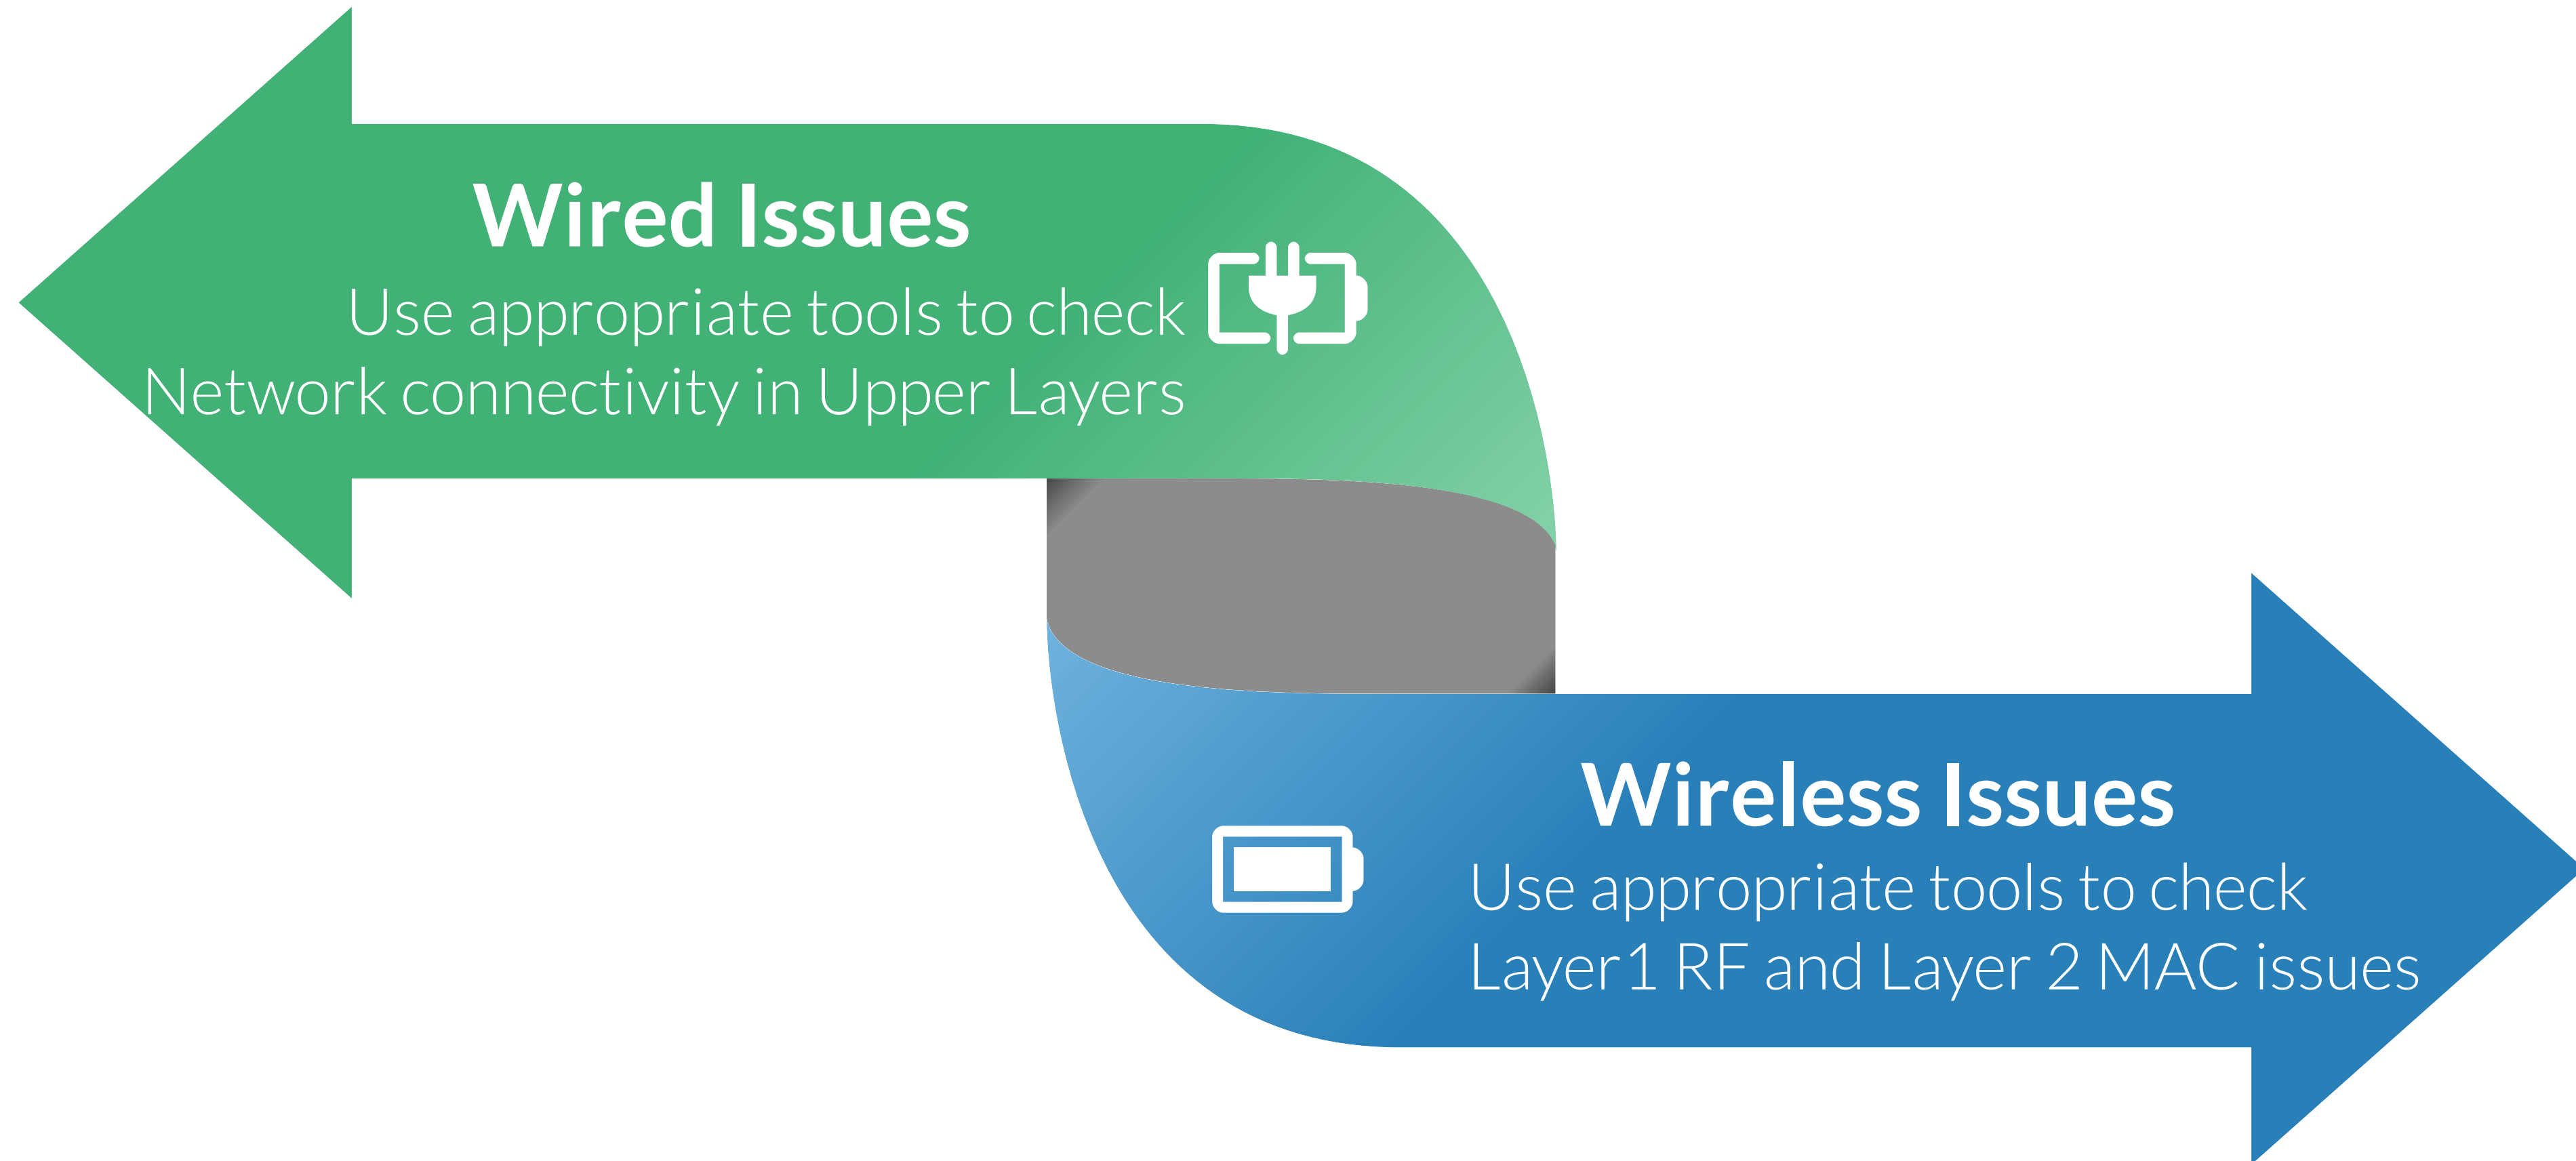 Wired Issues
Use appropriate tools to check
Network connectivity in Upper Layers
Wireless Issues
Use appropriate tools to check
Layer1 RF and Layer 2 MAC issues